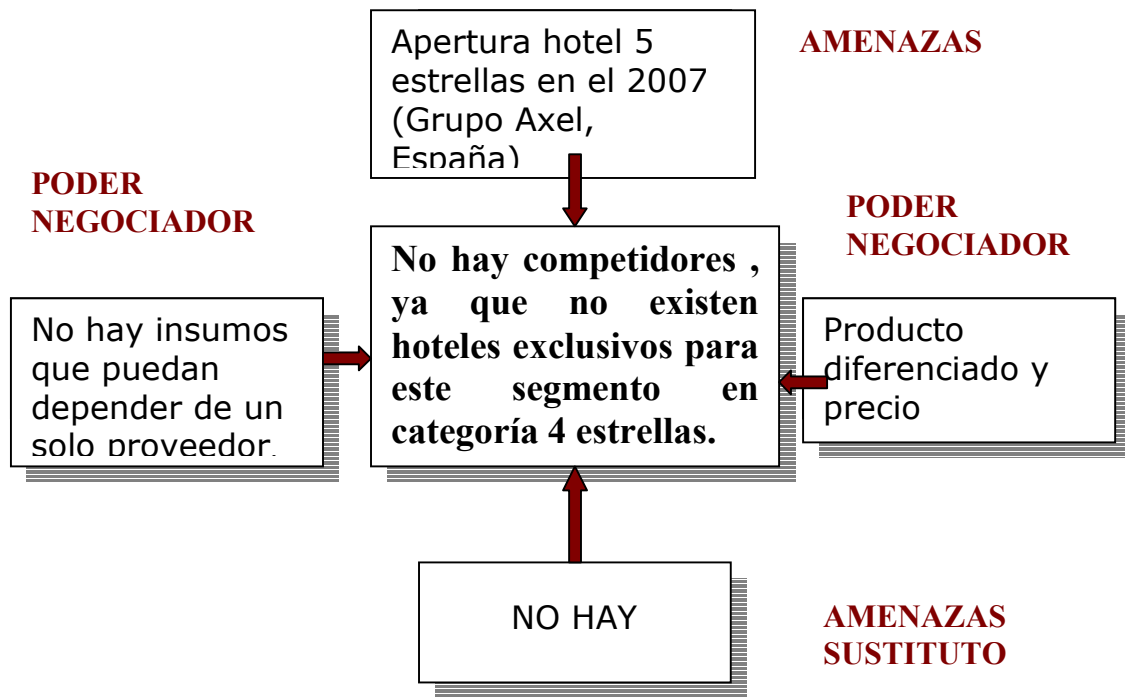 Apertura hotel 5
estrellas en el 2007
(Grupo Axel,
España)
AMENAZAS
PODER
NEGOCIADOR
PODER
NEGOCIADOR
No hay competidores ,
ya que no existen
hoteles exclusivos para
este segmento en
categoría 4 estrellas.
No hay insumos
que puedan
depender de un
solo proveedor.
Producto
diferenciado y
precio
NO HAY
AMENAZAS
SUSTITUTO